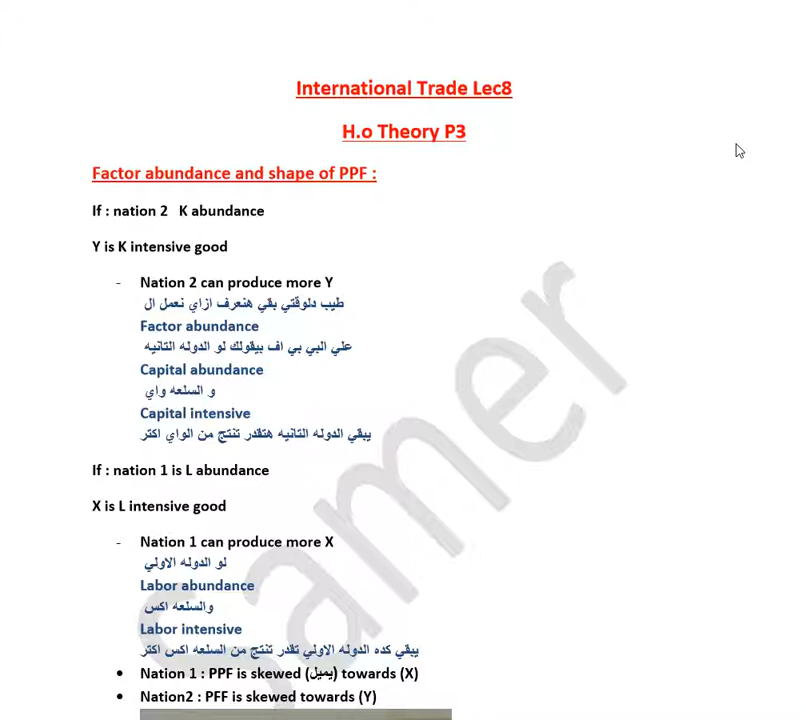 International Trade Lec8
H.o Theory P3
Factor abundance and shape of PPF :
If : nation 2 K abundance
Y is K intensive good
- Nation 2 can produce more Y
طيب دلوقتي بقي هنعرف ازاي نعمل ال
Factor abundance
علي البي بي اف بيقولك لو الدوله التانيه
Capital abundance
و السلعه واي
Capital intensive
يبقي الدوله التانيه هتقدر تنتج من الواي اكتر
If : nation 1 is L abundance
X is L intensive good
- Nation 1 can produce more X
لو الدوله الاولي
Labor abundance
والسلعه اكس
Labor intensive
يبقي كده الدوله الاولي تقدر تنتج من السلعه اكس اكتر
• Nation 1 : PPF is skewed (يميل) towards (X)
• Nation2 : PFF is skewed towards (Y)
Samer